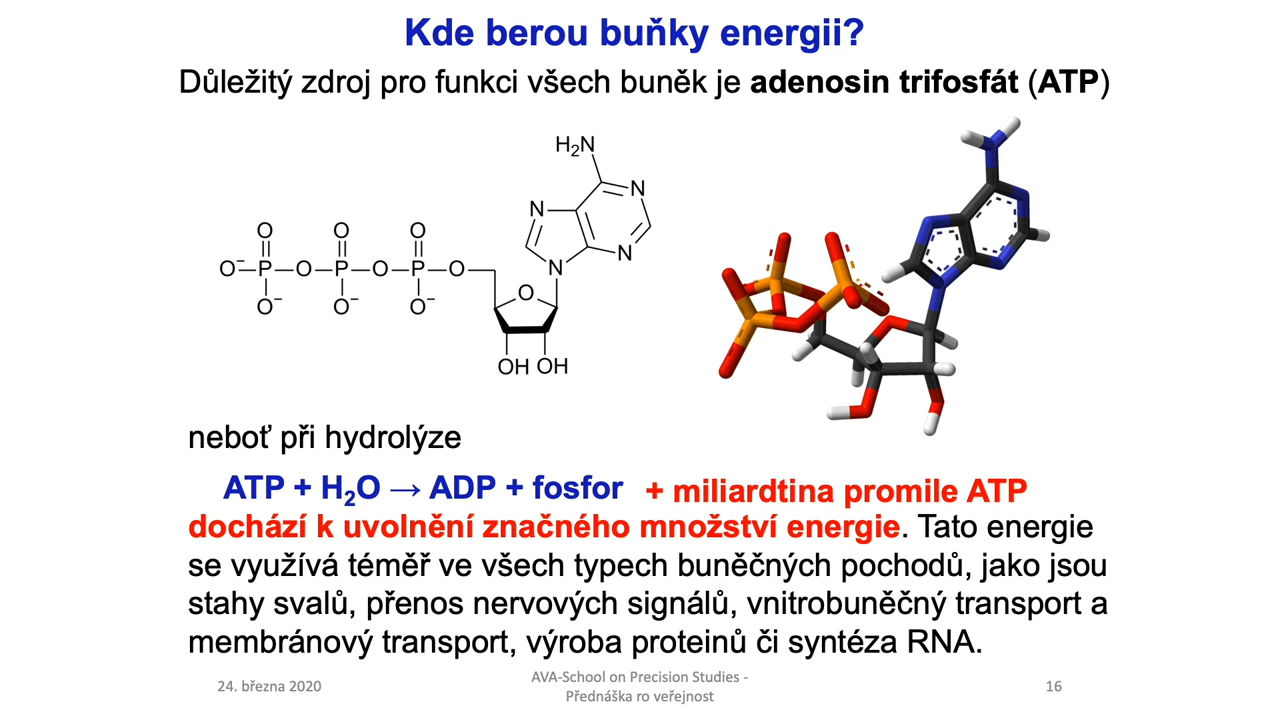 Kde berou buňky energii?
Důležitý zdroj pro funkci všech buněk je adenosin trifosfát (ATP)
H₂N
N
N
N
N
O
O
O
O⁻
P
O
P
O
P
O
O⁻
O⁻
O⁻
O
OH OH
neboť při hydrolýze
ATP + H₂O → ADP + fosfor + miliardtina promile ATP
dochází k uvolnění značného množství energie. Tato energie
se využívá téměř ve všech typech buněčných pochodů, jako jsou
stahy svalů, přenos nervových signálů, vnitrobuněčný transport a
membránový transport, výroba proteinů či syntéza RNA.
24. března 2020
AVA-School on Precision Studies -
Přednáška ro veřejnost
16